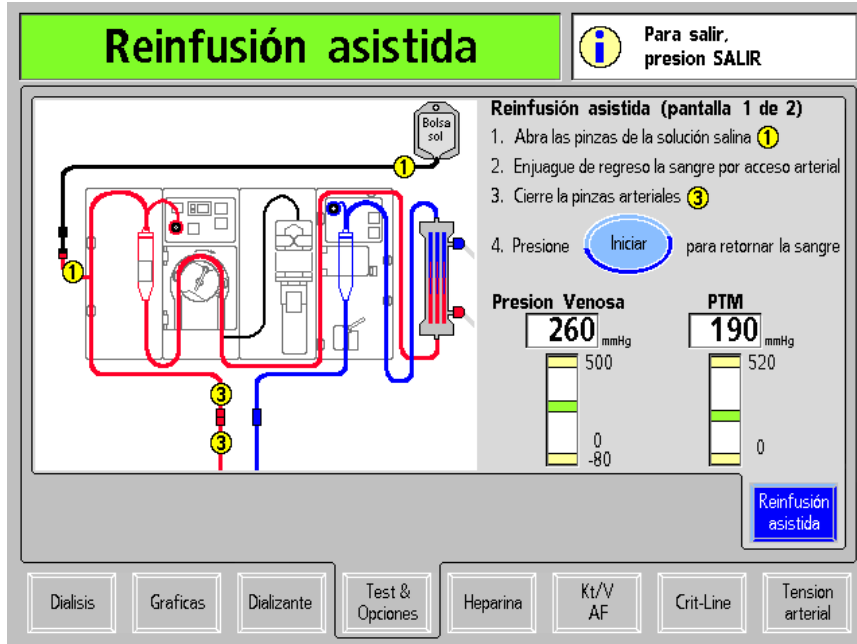 Reinfusión asistida
Para salir,
presion SALIR
Reinfusión asistida (pantalla 1 de 2)
1. Abra las pinzas de la solución salina 1
2. Enjuague de regreso la sangre por acceso arterial
3. Cierre la pinzas arteriales 3
4. Presione Iniciar para retornar la sangre
Bolsa
sol
1
1
3
3
Presion Venosa
260 mmHg
500
0
-80
PTM
190 mmHg
520
0
Reinfusión
asistida
Dialisis
Graficas
Dializante
Test &
Opciones
Heparina
Kt/V
AF
Crit-Line
Tension
arterial